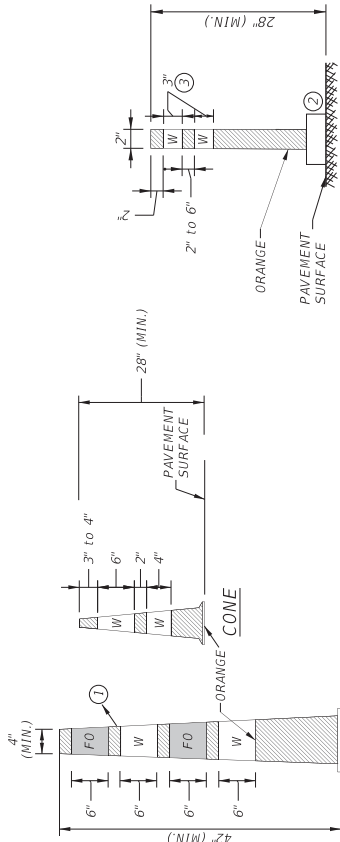 4"
(MIN.)
FO
1
W
FO
W
6"
6"
6"
6"
42" (MIN.)
ORANGE
CONE
W
W
3" to 4"
6"
2"
4"
28" (MIN.)
PAVEMENT
SURFACE
2"
2"
W
W
3"
3
2" to 6"
28" (MIN.)
ORANGE
2
PAVEMENT
SURFACE